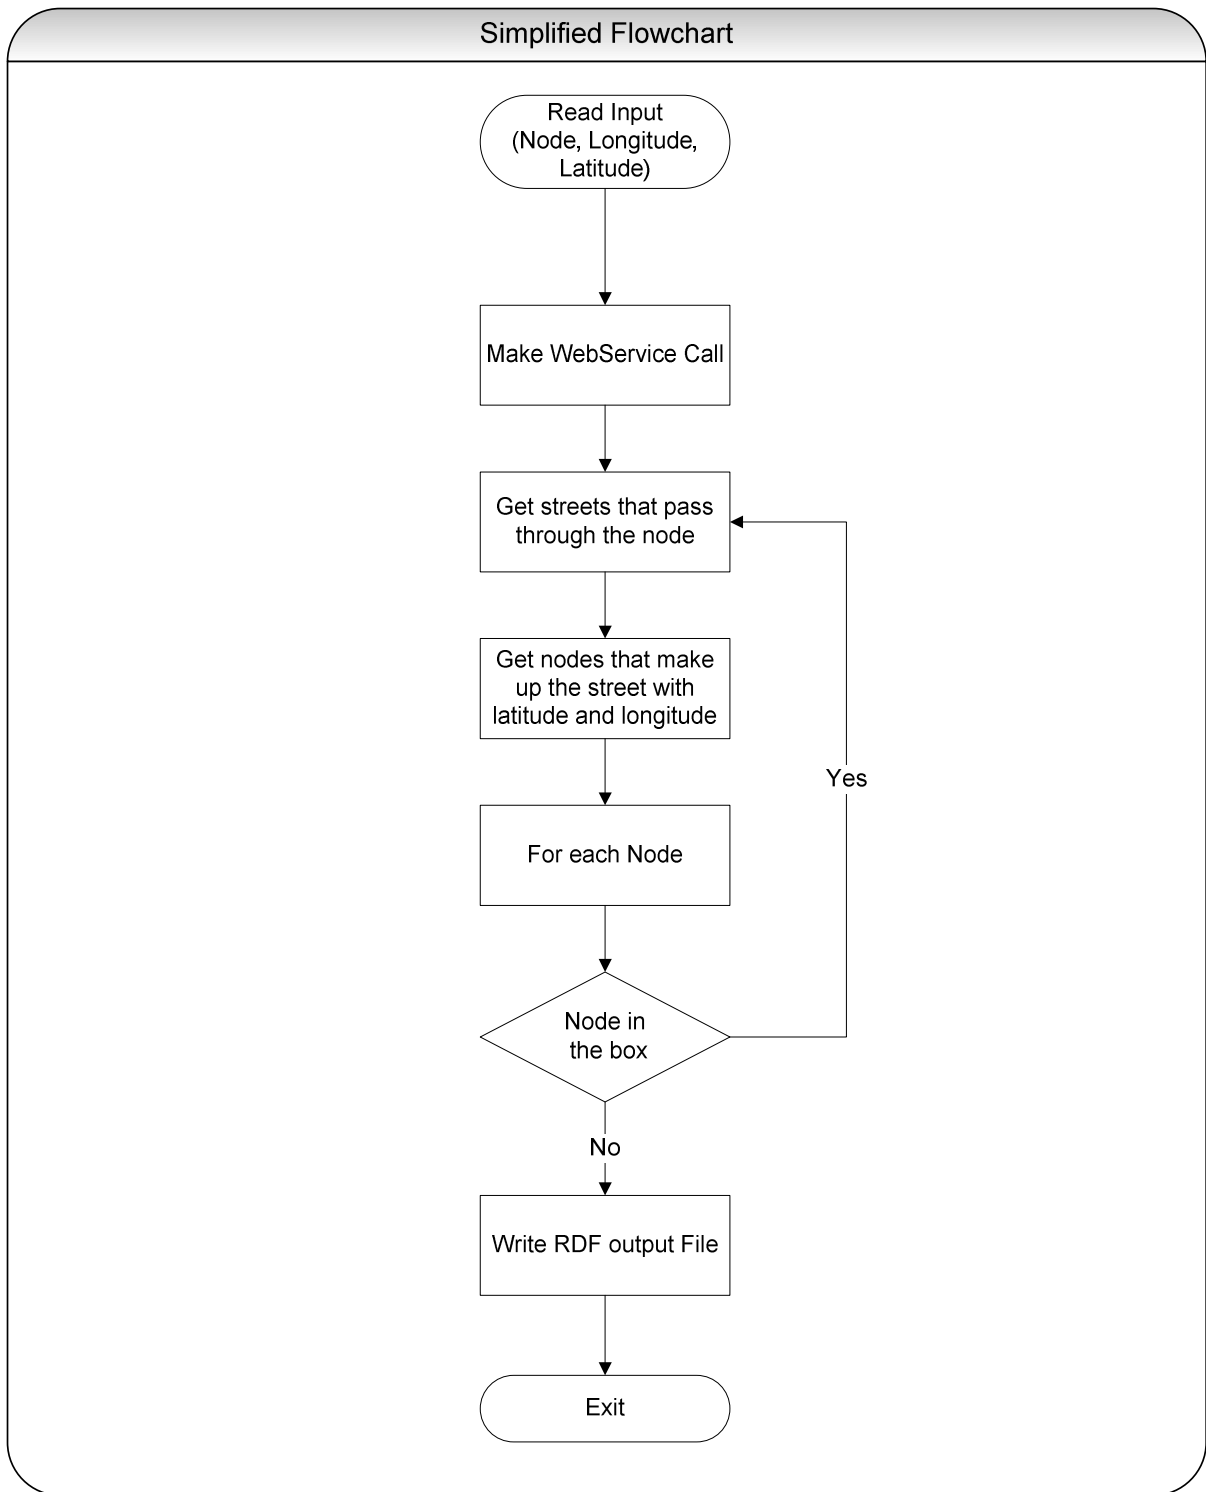 Simplified Flowchart
Read Input
(Node, Longitude,
Latitude)
Make WebService Call
Get streets that pass
through the node
Get nodes that make
up the street with
latitude and longitude
Yes
For each Node
Node in
the box
No
Write RDF output File
Exit